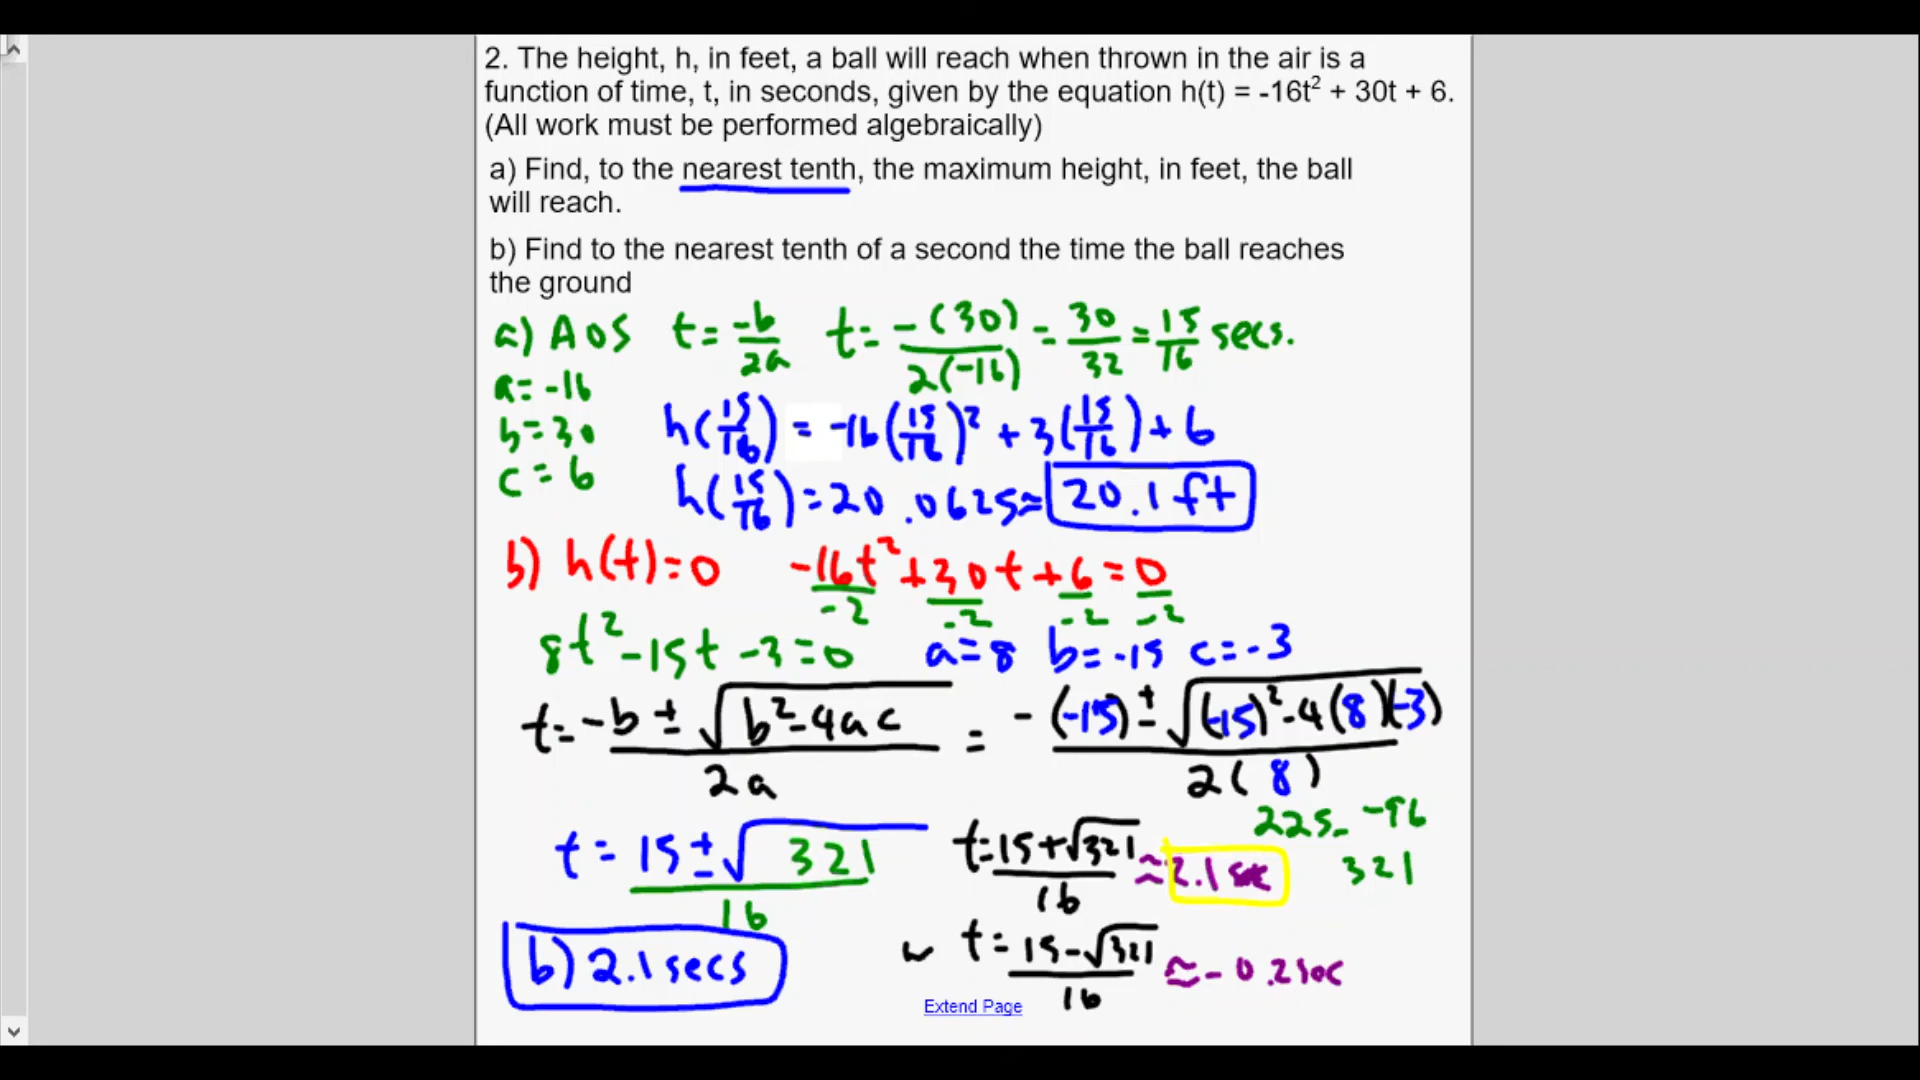 2. The height, h, in feet, a ball will reach when thrown in the air is a
function of time, t, in seconds, given by the equation h(t) = -16t² + 30t + 6.
(All work must be performed algebraically)
a) Find, to the nearest tenth, the maximum height, in feet, the ball
will reach.
b) Find to the nearest tenth of a second the time the ball reaches
the ground
a) AOS t = -b/2a t = -(30)/2(-16) = 30/32 = 15/16 secs.
a = -16
b = 30
c = 6
h(15/16) = -16(15/16)² + 3(15/16) + 6
h(15/16) = 20.0625 ≈ 20.1 ft
b) h(t) = 0 -16t² + 30t + 6 = 0
-2 -2 -2 -2
8t² - 15t - 3 = 0 a = 8 b = -15 c = -3
t = -b ± √b² - 4ac / 2a = -(-15) ± √(-15)² - 4(8)(-3) / 2(8)
225 - -96
321
t = 15 ± √321 / 16
t = 15 + √321 / 16 ≈ 2.1 sec
t = 15 - √321 / 16 ≈ -0.2 sec
b) 2.1 secs
Extend Page